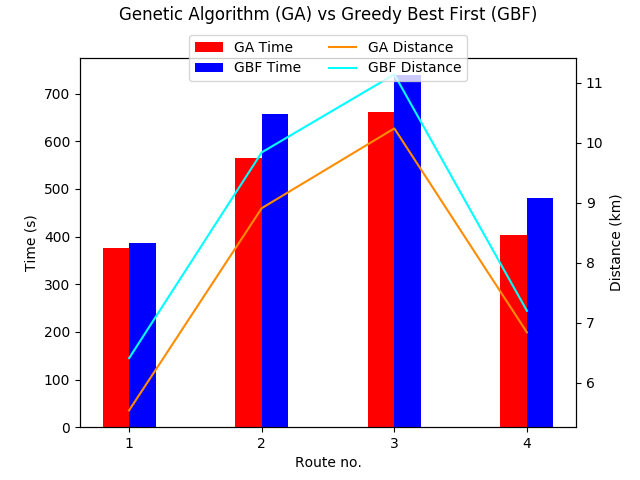 Genetic Algorithm (GA) vs Greedy Best First (GBF)
GA Time
GBF Time
GA Distance
GBF Distance
700
600
500
400
300
200
100
0
Time (s)
11
10
9
8
7
6
Distance (km)
1
2
3
4
Route no.